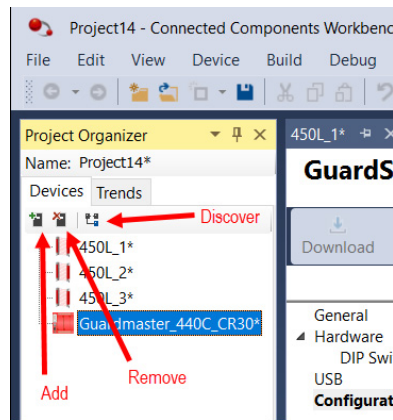 Project14* - Connected Components Workbenc
File Edit View Device Build Debug
Project Organizer
Name: Project14*
Devices Trends
Discover
450L_1*
450L_2*
450L_3*
Guardmaster_440C_CR30*
Add
Remove
450L_1*
GuardS
Download
General
Hardware
DIP Swi
USB
Configurat